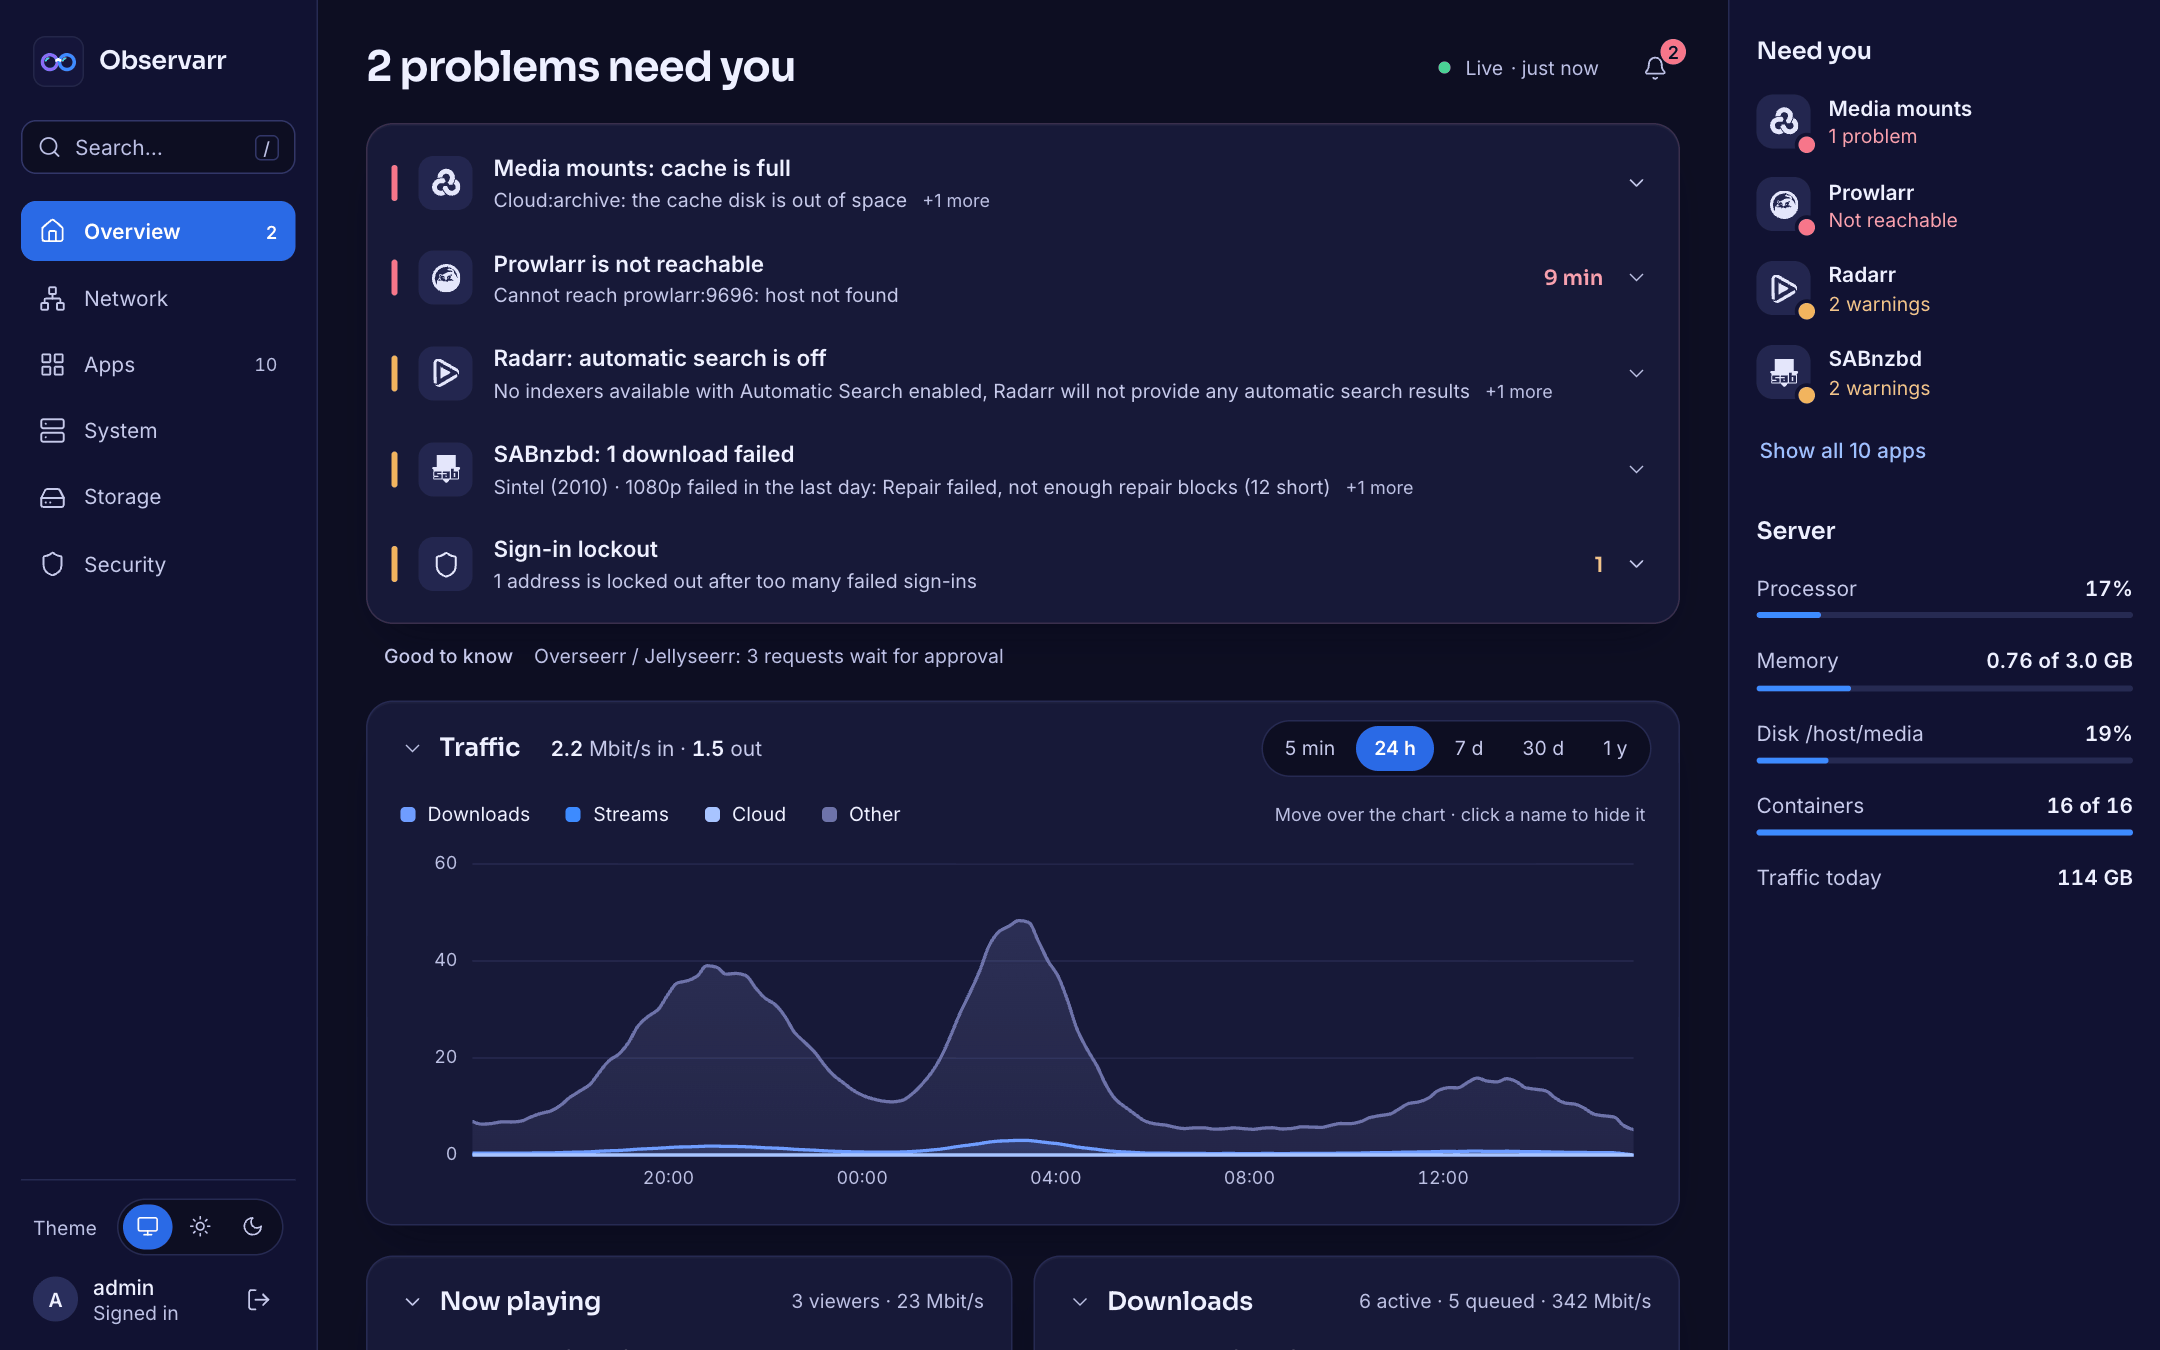 Observarr
Search...
/
Overview 2
Network
Apps 10
System
Storage
Security
Theme
A
admin
Signed in
2 problems need you
Live · just now
2
Media mounts: cache is full
Cloud:archive: the cache disk is out of space +1 more
Prowlarr is not reachable
Cannot reach prowlarr:9696: host not found
9 min
Radarr: automatic search is off
No indexers available with Automatic Search enabled, Radarr will not provide any automatic search results +1 more
sab
SABnzbd: 1 download failed
Sintel (2010) · 1080p failed in the last day: Repair failed, not enough repair blocks (12 short) +1 more
Sign-in lockout
1 address is locked out after too many failed sign-ins
1
Good to know Overseerr / Jellyseerr: 3 requests wait for approval
Traffic 2.2 Mbit/s in · 1.5 out
5 min 24 h 7 d 30 d 1 y
Downloads Streams Cloud Other
Move over the chart · click a name to hide it
60
40
20
0
20:00 00:00 04:00 08:00 12:00
Now playing 3 viewers · 23 Mbit/s
Downloads 6 active · 5 queued · 342 Mbit/s
Need you
Media mounts
1 problem
Prowlarr
Not reachable
Radarr
2 warnings
sab
SABnzbd
2 warnings
Show all 10 apps
Server
Processor 17%
Memory 0.76 of 3.0 GB
Disk /host/media 19%
Containers 16 of 16
Traffic today 114 GB